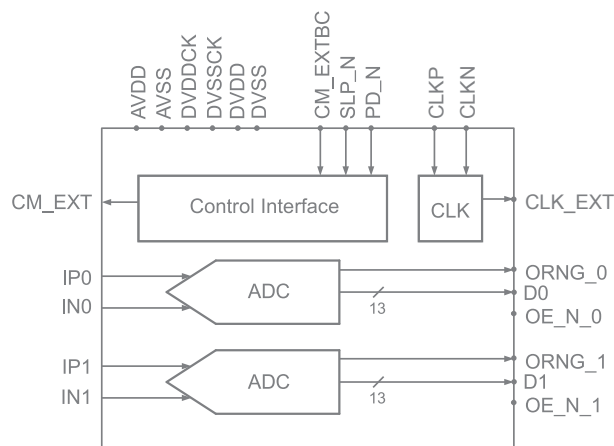 AVDD
AVSS
DVDDCK
DVSSCK
DVDD
DVSS
CM_EXTBC
SLP_N
PD_N
CLKP
CLKN
CM_EXT
Control Interface
CLK
CLK_EXT
IP0
IN0
ADC
13
ORNG_0
D0
OE_N_0
IP1
IN1
ADC
13
ORNG_1
D1
OE_N_1